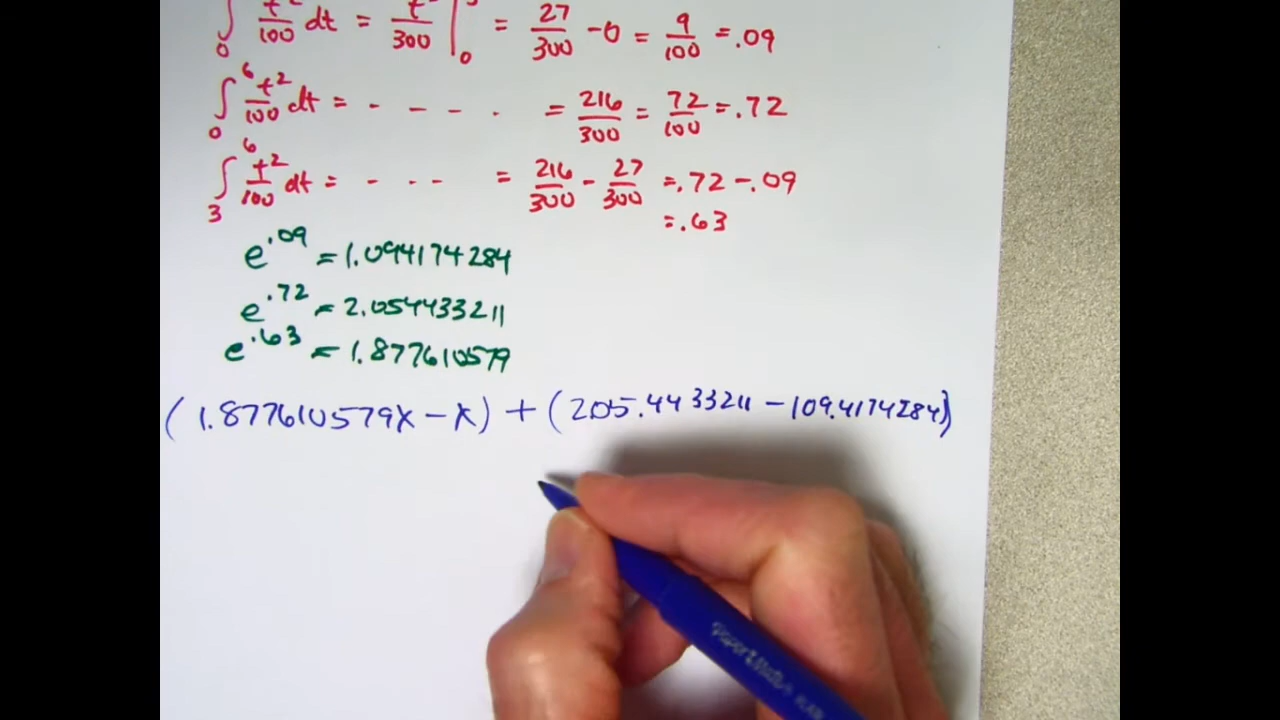 ∫₀ t²/100 dt = t/300 |₀ = 27/300 - 0 = 9/100 = .09
∫₀⁶ t²/100 dt = - - - - . = 216/300 = 72/100 = .72
∫₃⁶ t²/100 dt = - . - - = 216/300 - 27/300 = .72 - .09
= .63
e^.09 = 1.094174284
e^.72 = 2.054433211
e^.63 = 1.877610579
(1.877610579x - x) + (205.4433211 - 109.4174284)
PaperMate